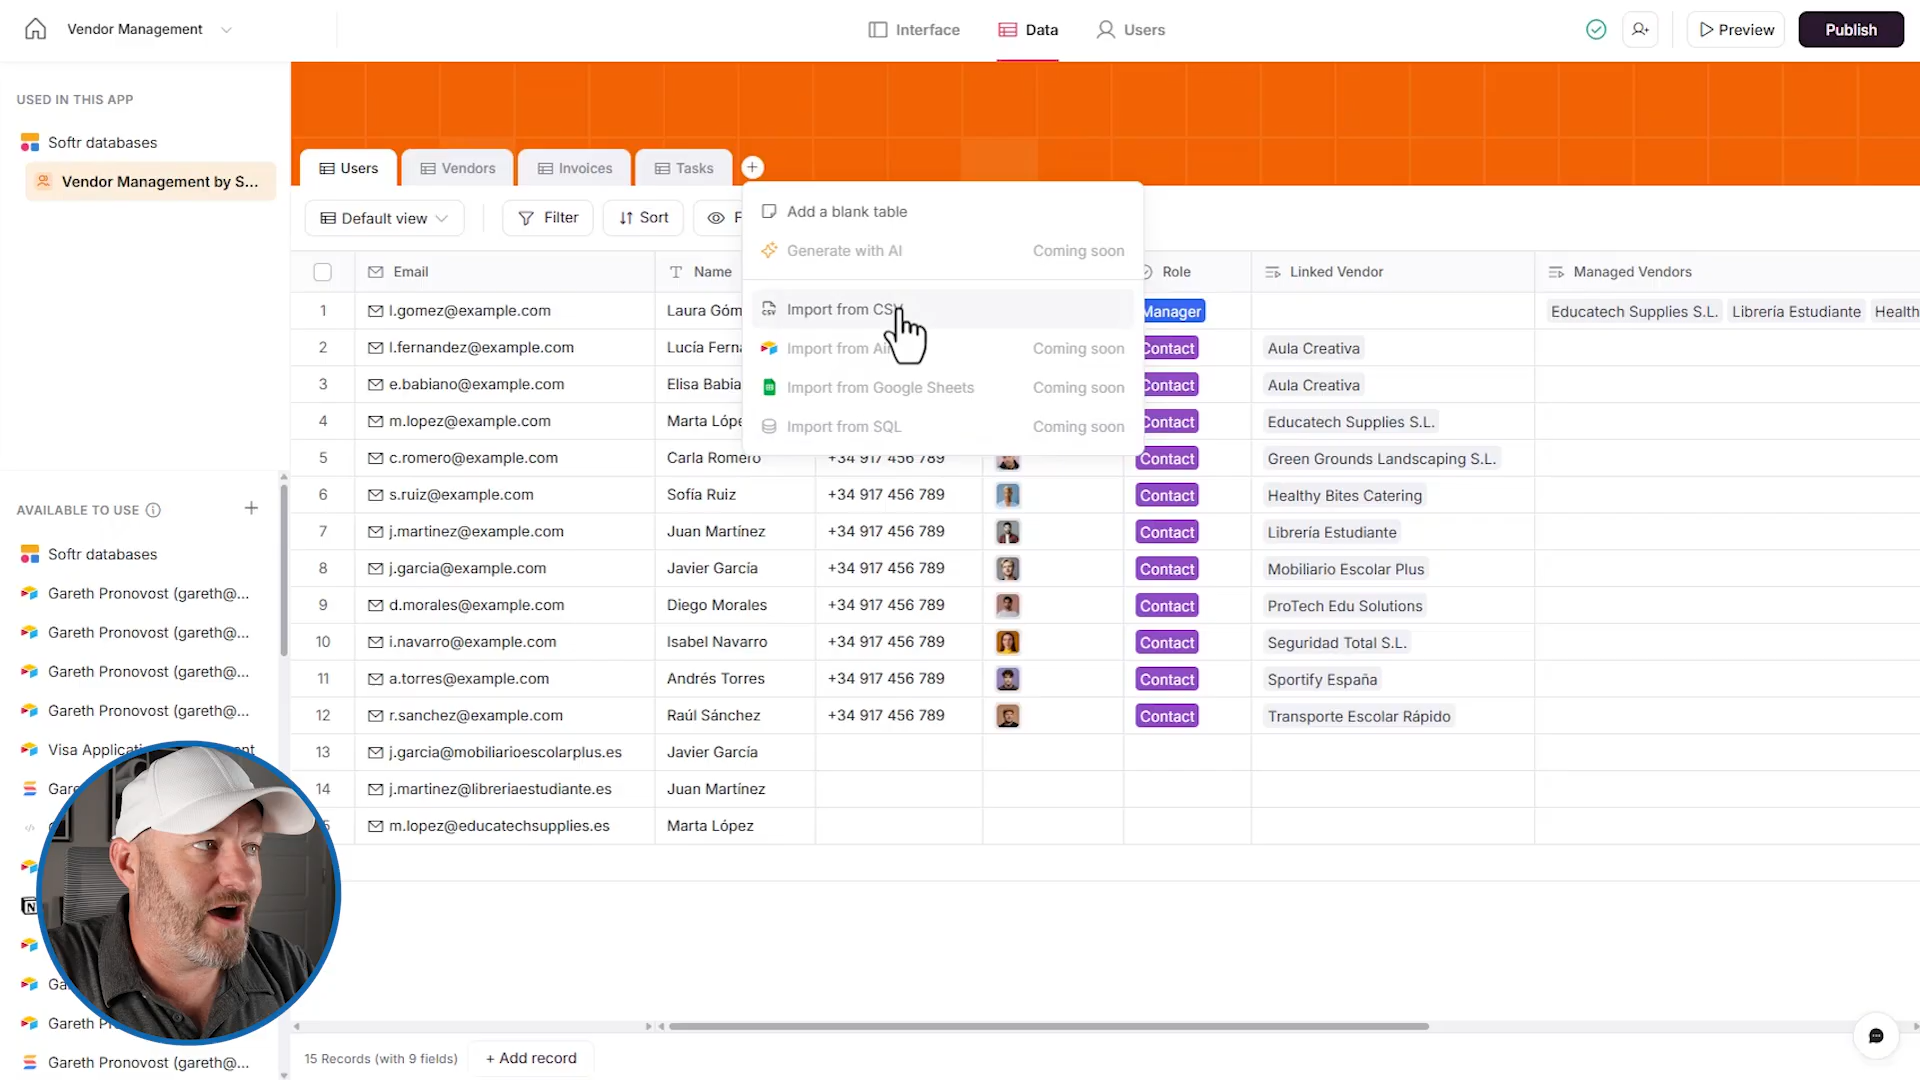 Vendor Management
Interface
Data
Users
Preview
Publish
USED IN THIS APP
Softr databases
Vendor Management by S...
Users
Vendors
Invoices
Tasks
Default view
Filter
Sort
F
Add a blank table
Generate with AI Coming soon
Import from CSV
Import from Air Coming soon
Import from Google Sheets Coming soon
Import from SQL Coming soon
Email Name Role Linked Vendor Managed Vendors
1 l.gomez@example.com Laura Góm Manager Educatech Supplies S.L. Librería Estudiante Health
2 l.fernandez@example.com Lucía Ferna Contact Aula Creativa
3 e.babiano@example.com Elisa Babia Contact Aula Creativa
4 m.lopez@example.com Marta Lópe Contact Educatech Supplies S.L.
5 c.romero@example.com Carla Romero +34 917 456 789 Contact Green Grounds Landscaping S.L.
6 s.ruiz@example.com Sofía Ruiz +34 917 456 789 Contact Healthy Bites Catering
7 j.martinez@example.com Juan Martínez +34 917 456 789 Contact Librería Estudiante
8 j.garcia@example.com Javier García +34 917 456 789 Contact Mobiliario Escolar Plus
9 d.morales@example.com Diego Morales +34 917 456 789 Contact ProTech Edu Solutions
10 i.navarro@example.com Isabel Navarro +34 917 456 789 Contact Seguridad Total S.L.
11 a.torres@example.com Andrés Torres +34 917 456 789 Contact Sportify España
12 r.sanchez@example.com Raúl Sánchez +34 917 456 789 Contact Transporte Escolar Rápido
13 j.garcia@mobiliarioescolarplus.es Javier García
14 j.martinez@libreriaestudiante.es Juan Martínez
5 m.lopez@educatechsupplies.es Marta López
AVAILABLE TO USE
Softr databases
Gareth Pronovost (gareth@...
Gareth Pronovost (gareth@...
Gareth Pronovost (gareth@...
Gareth Pronovost (gareth@...
Visa Applicati
Gare
Ga
Gareth Pr
Gareth Pronovost (gareth@...
15 Records (with 9 fields)
+ Add record